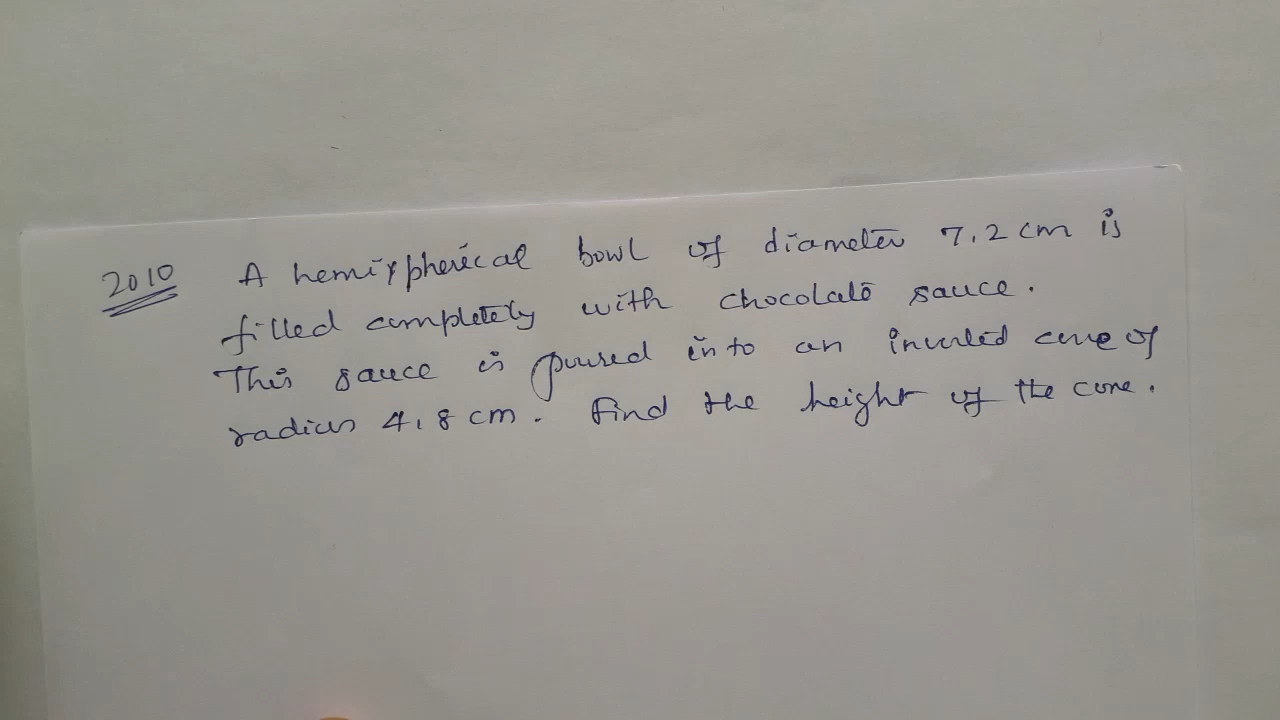 2010 A hemispherical bowl of diameter 7.2 cm is
filled completely with chocolate sauce.
This sauce is poured into an inverted cone of
radius 4.8 cm. Find the height of the cone.